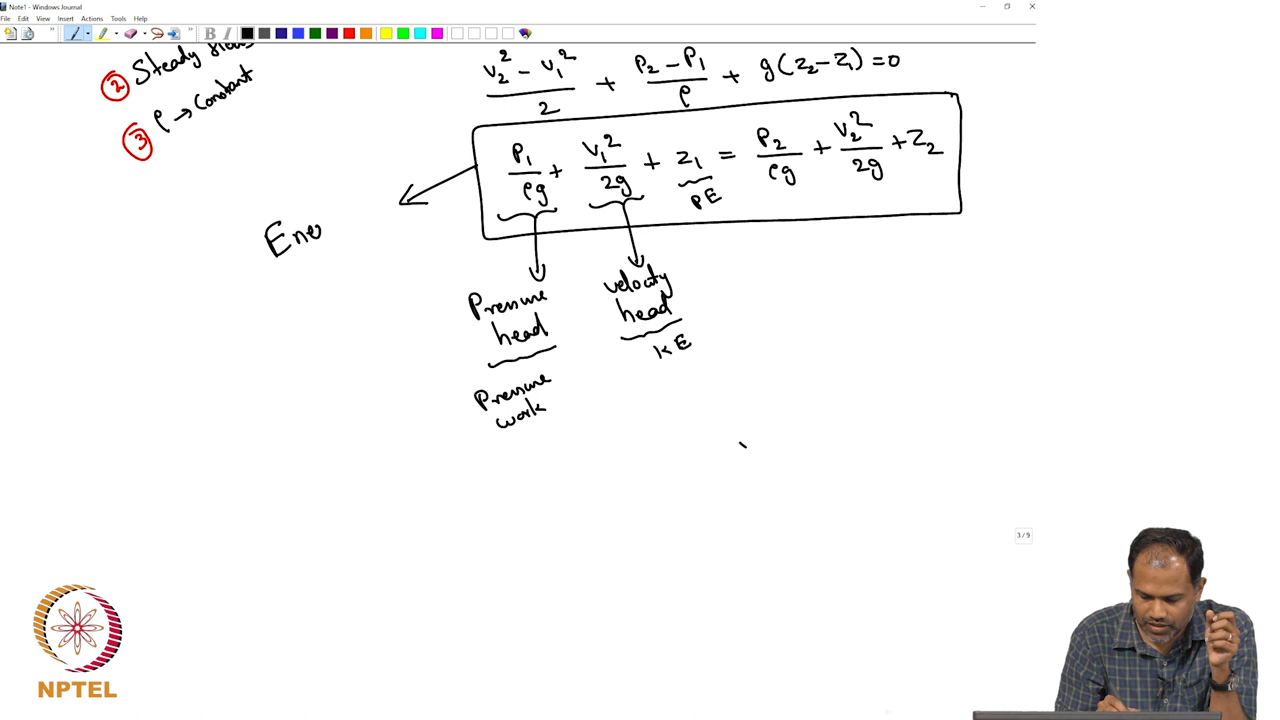 Note1 - Windows Journal
File Edit View Insert Actions Tools Help
② Steady
③ ρ → Constant
(V₂² - V₁²)/2 + (P₂ - P₁)/ρ + g(Z₂ - Z₁) = 0
P₁/ρg + V₁²/2g + Z₁ = P₂/ρg + V₂²/2g + Z₂
PE
Ene
Pressure head
velocity head
KE
Pressure work
3/9
NPTEL